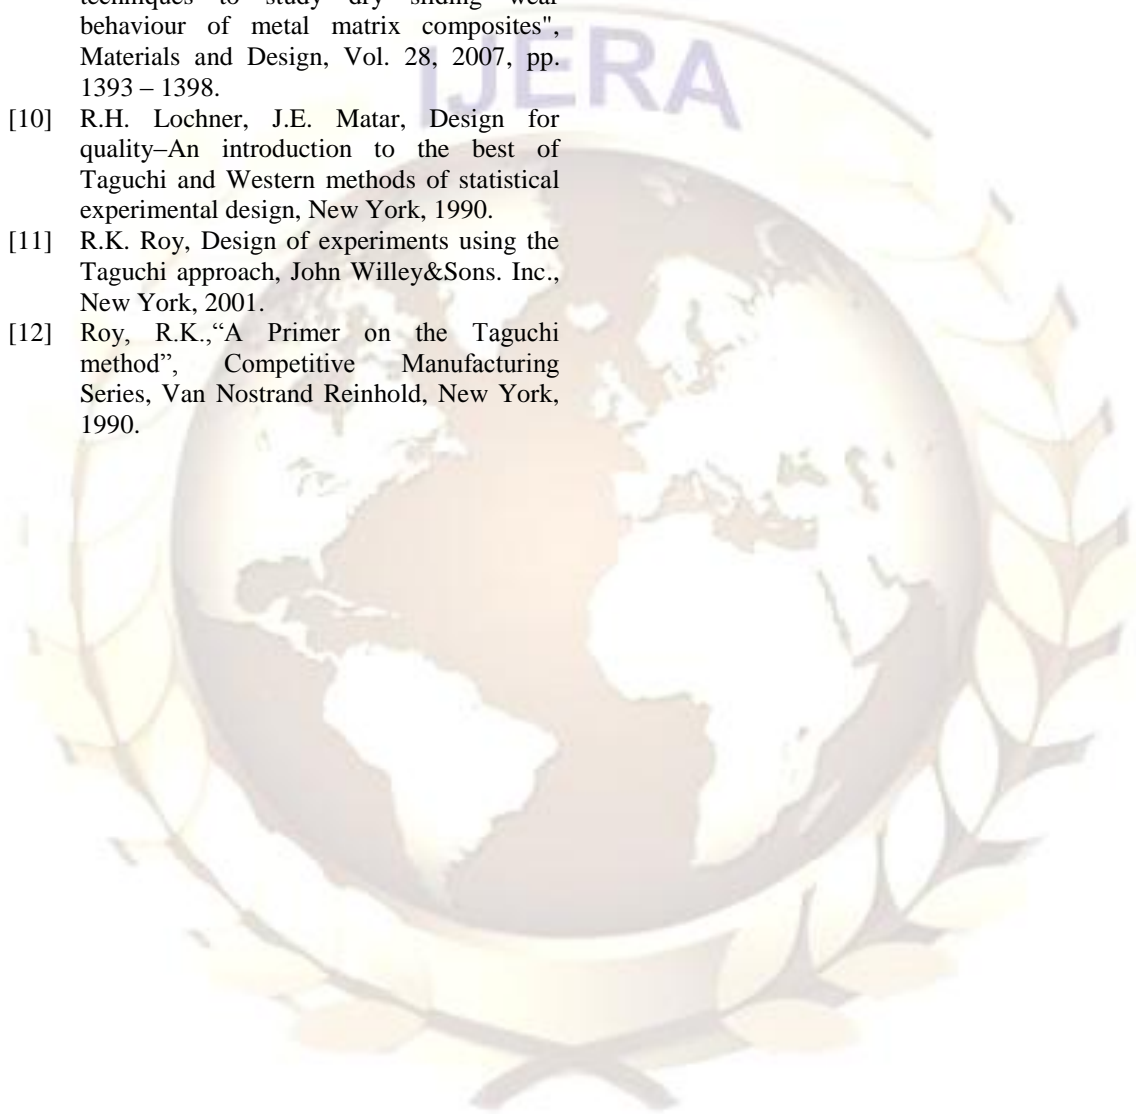 techniques to study dry sliding wear
behaviour of metal matrix composites",
Materials and Design, Vol. 28, 2007, pp.
1393 – 1398.
[10] R.H. Lochner, J.E. Matar, Design for
quality–An introduction to the best of
Taguchi and Western methods of statistical
experimental design, New York, 1990.
[11] R.K. Roy, Design of experiments using the
Taguchi approach, John Willey&Sons. Inc.,
New York, 2001.
[12] Roy, R.K.,“A Primer on the Taguchi
method”, Competitive Manufacturing
Series, Van Nostrand Reinhold, New York,
1990.
IJERA